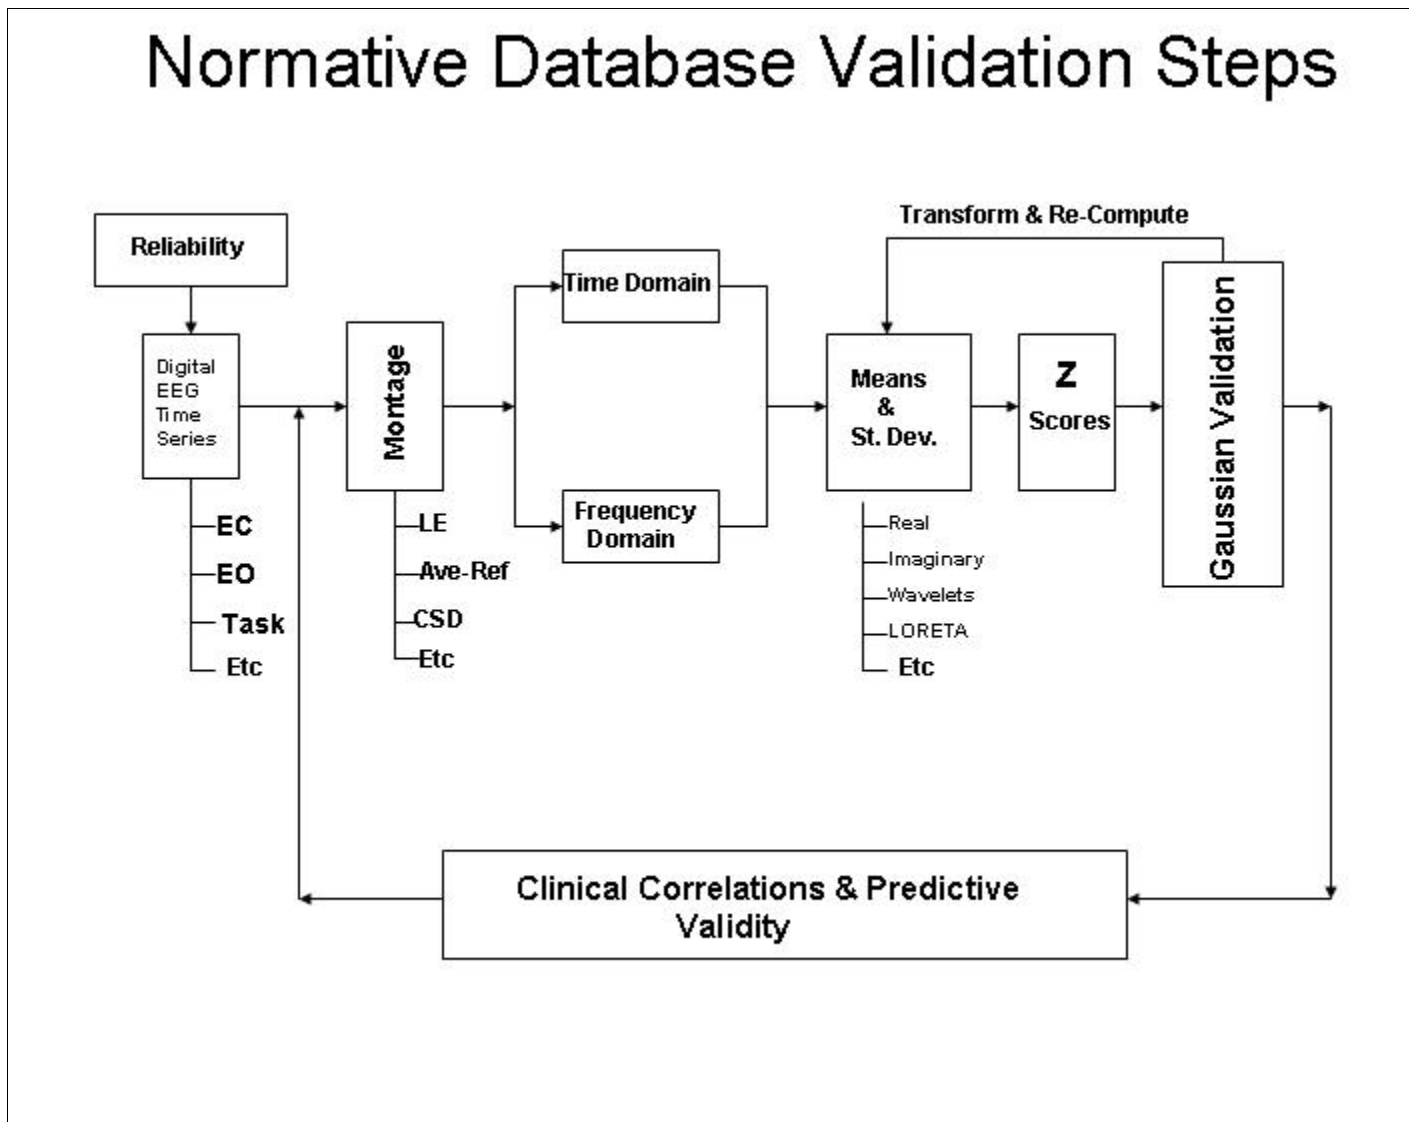 Normative Database Validation Steps
Transform & Re-Compute
Reliability
Digital
EEG
Time
Series
EC
EO
Task
Etc
Montage
LE
Ave-Ref
CSD
Etc
Time Domain
Frequency
Domain
Means
&
St. Dev.
Real
Imaginary
Wavelets
LORETA
Etc
Z
Scores
Gaussian Validation
Clinical Correlations & Predictive
Validity